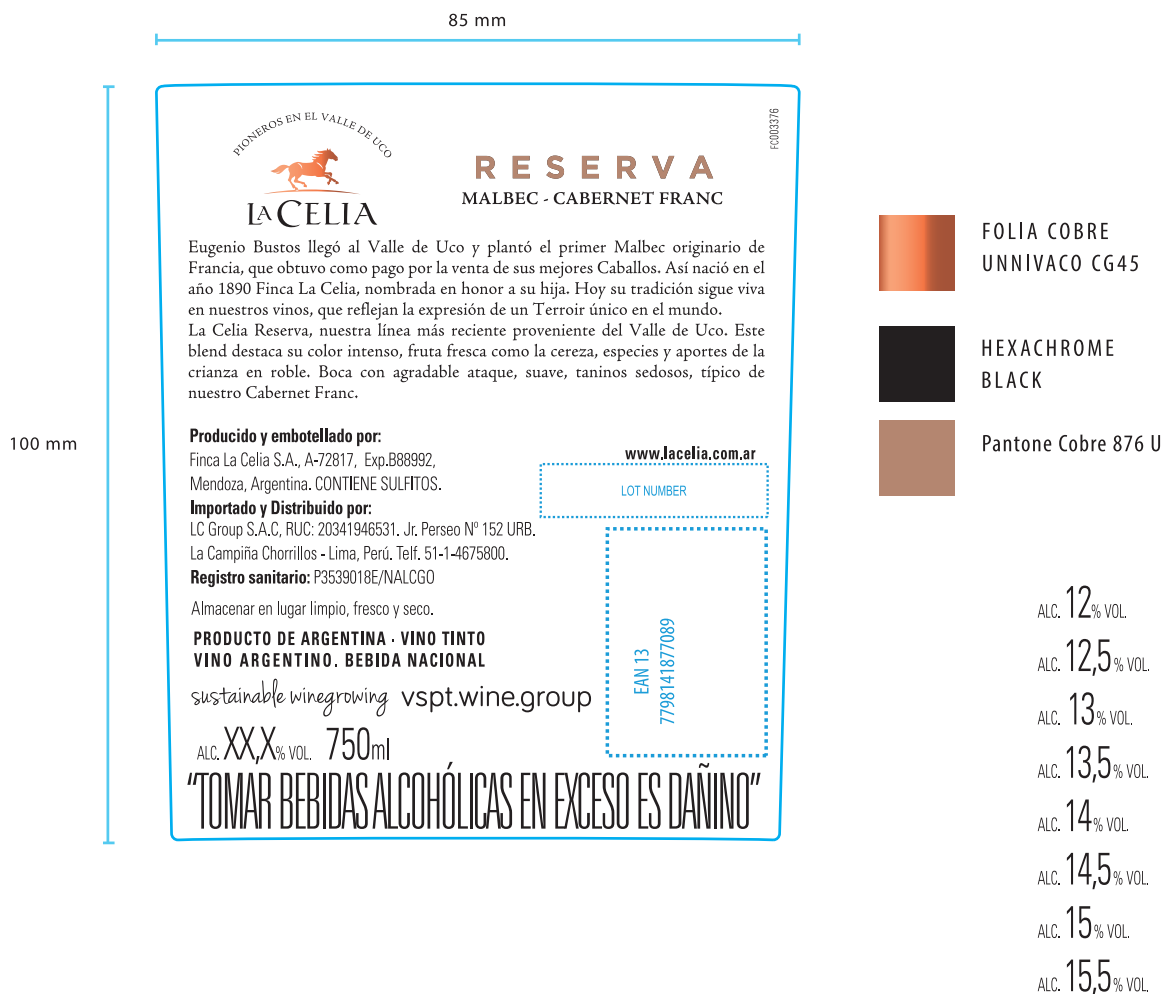 85 mm
100 mm
PIONEROS EN EL VALLE DE UCO
LA CELIA
FC003376
RESERVA
MALBEC - CABERNET FRANC
Eugenio Bustos llegó al Valle de Uco y plantó el primer Malbec originario de
Francia, que obtuvo como pago por la venta de sus mejores Caballos. Así nació en el
año 1890 Finca La Celia, nombrada en honor a su hija. Hoy su tradición sigue viva
en nuestros vinos, que reflejan la expresión de un Terroir único en el mundo.
La Celia Reserva, nuestra línea más reciente proveniente del Valle de Uco. Este
blend destaca su color intenso, fruta fresca como la cereza, especies y aportes de la
crianza en roble. Boca con agradable ataque, suave, taninos sedosos, típico de
nuestro Cabernet Franc.
Producido y embotellado por:
Finca La Celia S.A., A-72817, Exp.B88992,
Mendoza, Argentina. CONTIENE SULFITOS.
Importado y Distribuido por:
LC Group S.A.C, RUC: 20341946531. Jr. Perseo Nº 152 URB.
La Campiña Chorrillos - Lima, Perú. Telf. 51-1-4675800.
Registro sanitario: P3539018E/NALCGO
Almacenar en lugar limpio, fresco y seco.
PRODUCTO DE ARGENTINA · VINO TINTO
VINO ARGENTINO. BEBIDA NACIONAL
sustainable winegrowing vspt.wine.group
ALC. XX,X% VOL. 750ml
www.lacelia.com.ar
LOT NUMBER
EAN 13
7798141877089
"TOMAR BEBIDAS ALCOHÓLICAS EN EXCESO ES DAÑINO"
FOLIA COBRE
UNNIVACO CG45
HEXACHROME
BLACK
Pantone Cobre 876 U
ALC. 12% VOL.
ALC. 12,5% VOL.
ALC. 13% VOL.
ALC. 13,5% VOL.
ALC. 14% VOL.
ALC. 14,5% VOL.
ALC. 15% VOL.
ALC. 15,5% VOL.